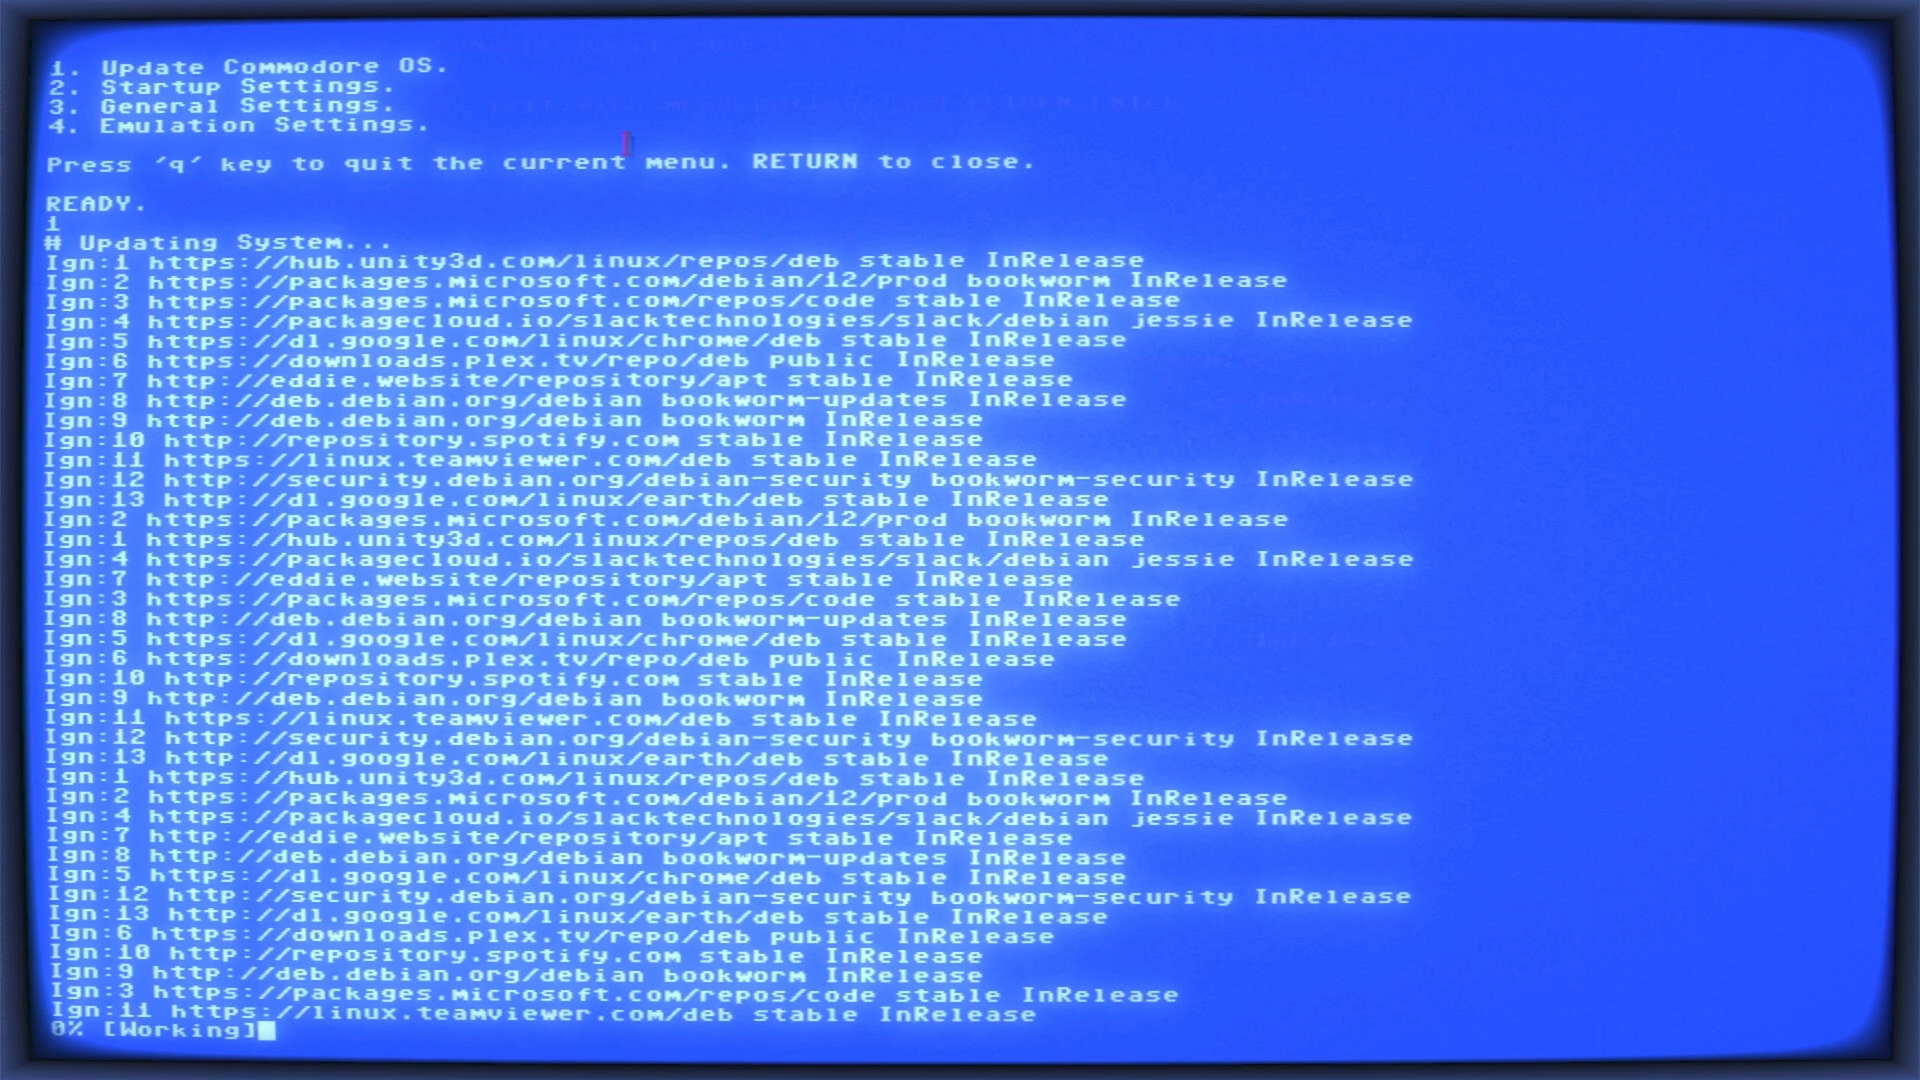 1. Update Commodore OS.
2. Startup Settings.
3. General Settings.
4. Emulation Settings.
Press 'q' key to quit the current menu. RETURN to close.
READY.
1
# Updating System...
Ign:1 https://hub.unity3d.com/linux/repos/deb stable InRelease
Ign:2 https://packages.microsoft.com/debian/12/prod bookworm InRelease
Ign:3 https://packages.microsoft.com/repos/code stable InRelease
Ign:4 https://packagecloud.io/slacktechnologies/slack/debian jessie InRelease
Ign:5 https://dl.google.com/linux/chrome/deb stable InRelease
Ign:6 https://downloads.plex.tv/repo/deb public InRelease
Ign:7 http://eddie.website/repository/apt stable InRelease
Ign:8 http://deb.debian.org/debian bookworm-updates InRelease
Ign:9 http://deb.debian.org/debian bookworm InRelease
Ign:10 http://repository.spotify.com stable InRelease
Ign:11 https://linux.teamviewer.com/deb stable InRelease
Ign:12 http://security.debian.org/debian-security bookworm-security InRelease
Ign:13 http://dl.google.com/linux/earth/deb stable InRelease
Ign:2 https://packages.microsoft.com/debian/12/prod bookworm InRelease
Ign:1 https://hub.unity3d.com/linux/repos/deb stable InRelease
Ign:4 https://packagecloud.io/slacktechnologies/slack/debian jessie InRelease
Ign:7 http://eddie.website/repository/apt stable InRelease
Ign:3 https://packages.microsoft.com/repos/code stable InRelease
Ign:8 http://deb.debian.org/debian bookworm-updates InRelease
Ign:5 https://dl.google.com/linux/chrome/deb stable InRelease
Ign:6 https://downloads.plex.tv/repo/deb public InRelease
Ign:10 http://repository.spotify.com stable InRelease
Ign:9 http://deb.debian.org/debian bookworm InRelease
Ign:11 https://linux.teamviewer.com/deb stable InRelease
Ign:12 http://security.debian.org/debian-security bookworm-security InRelease
Ign:13 http://dl.google.com/linux/earth/deb stable InRelease
Ign:1 https://hub.unity3d.com/linux/repos/deb stable InRelease
Ign:2 https://packages.microsoft.com/debian/12/prod bookworm InRelease
Ign:4 https://packagecloud.io/slacktechnologies/slack/debian jessie InRelease
Ign:7 http://eddie.website/repository/apt stable InRelease
Ign:8 http://deb.debian.org/debian bookworm-updates InRelease
Ign:5 https://dl.google.com/linux/chrome/deb stable InRelease
Ign:12 http://security.debian.org/debian-security bookworm-security InRelease
Ign:13 http://dl.google.com/linux/earth/deb stable InRelease
Ign:6 https://downloads.plex.tv/repo/deb public InRelease
Ign:10 http://repository.spotify.com stable InRelease
Ign:9 http://deb.debian.org/debian bookworm InRelease
Ign:3 https://packages.microsoft.com/repos/code stable InRelease
Ign:11 https://linux.teamviewer.com/deb stable InRelease
0% [Working]